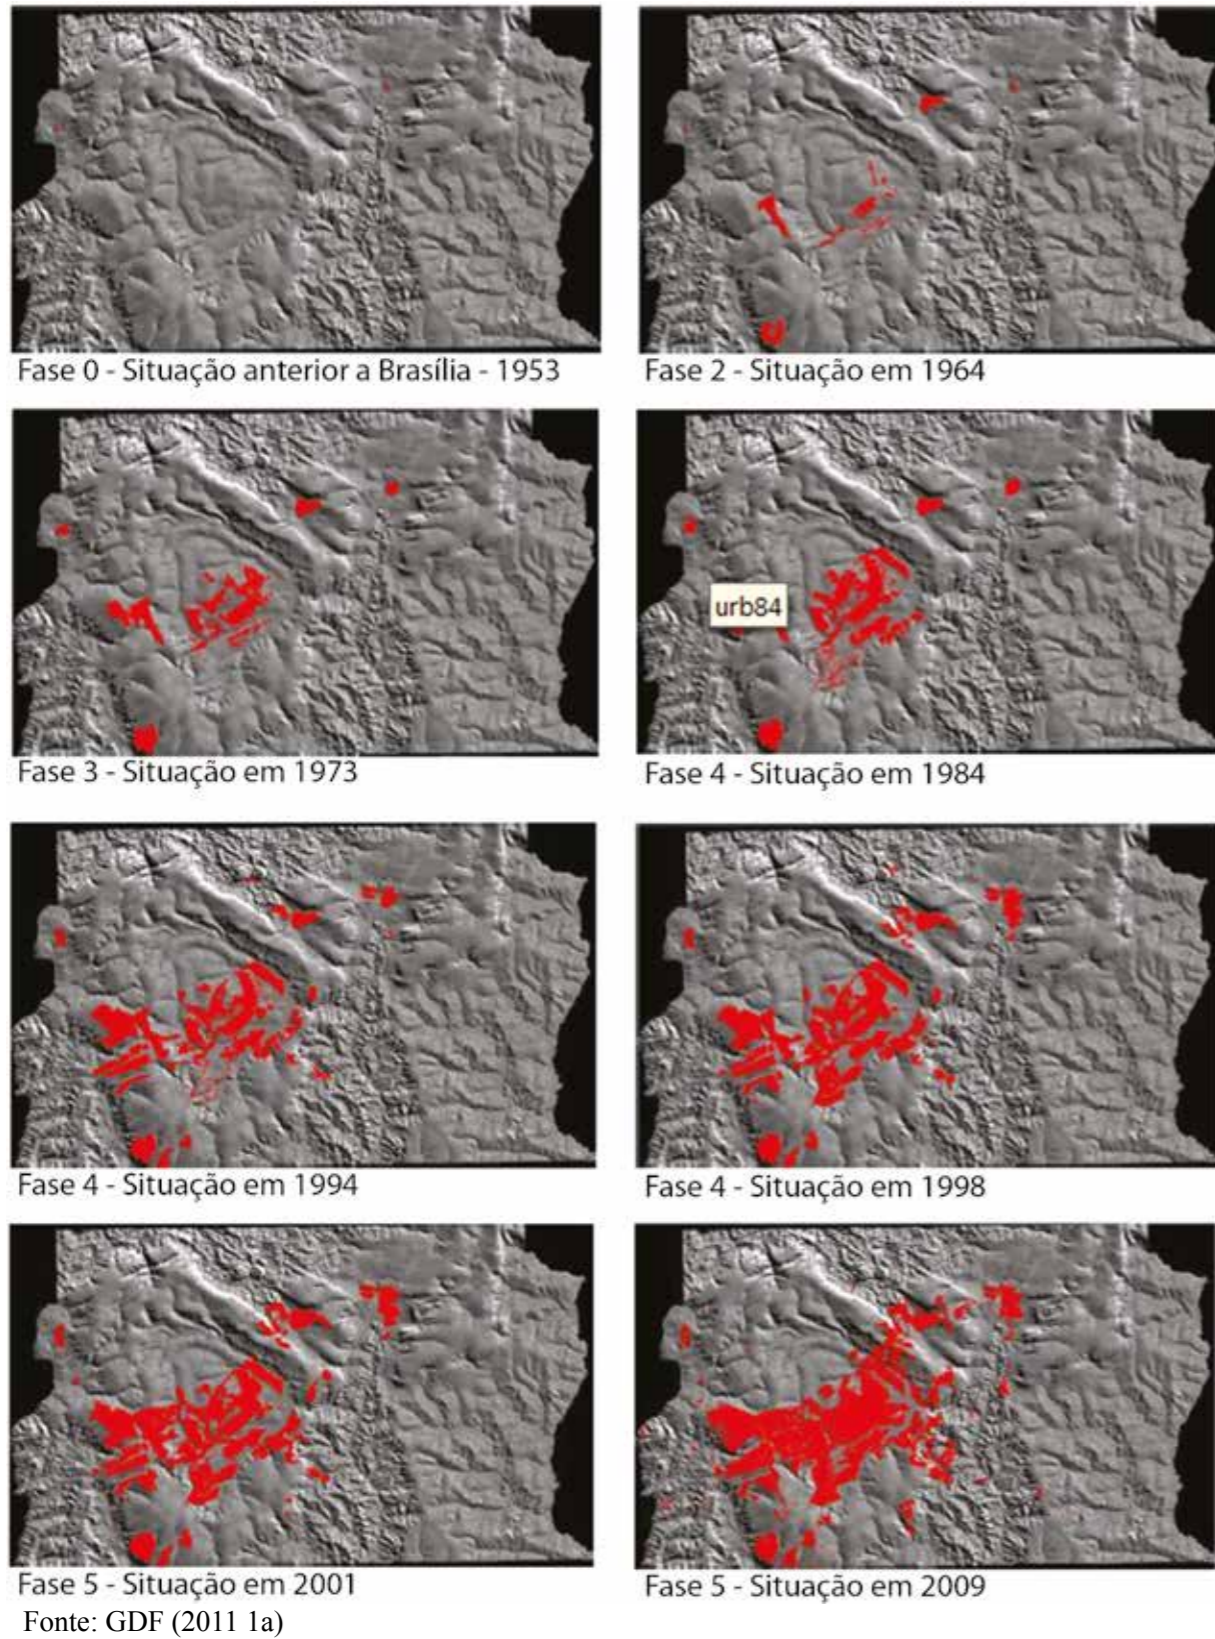 Fase 0 - Situação anterior a Brasília - 1953
Fase 2 - Situação em 1964
urb84
Fase 3 - Situação em 1973
Fase 4 - Situação em 1984
Fase 4 - Situação em 1994
Fase 4 - Situação em 1998
Fase 5 - Situação em 2001
Fase 5 - Situação em 2009
Fonte: GDF (2011 1a)